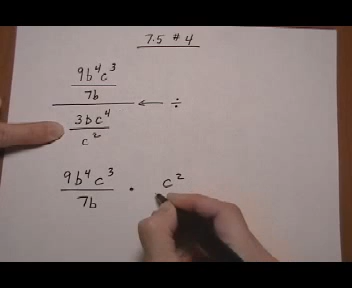 7.5 #4
9b⁴c³
7b
← ÷
3bc⁴
c²
9b⁴c³
7b
· c²